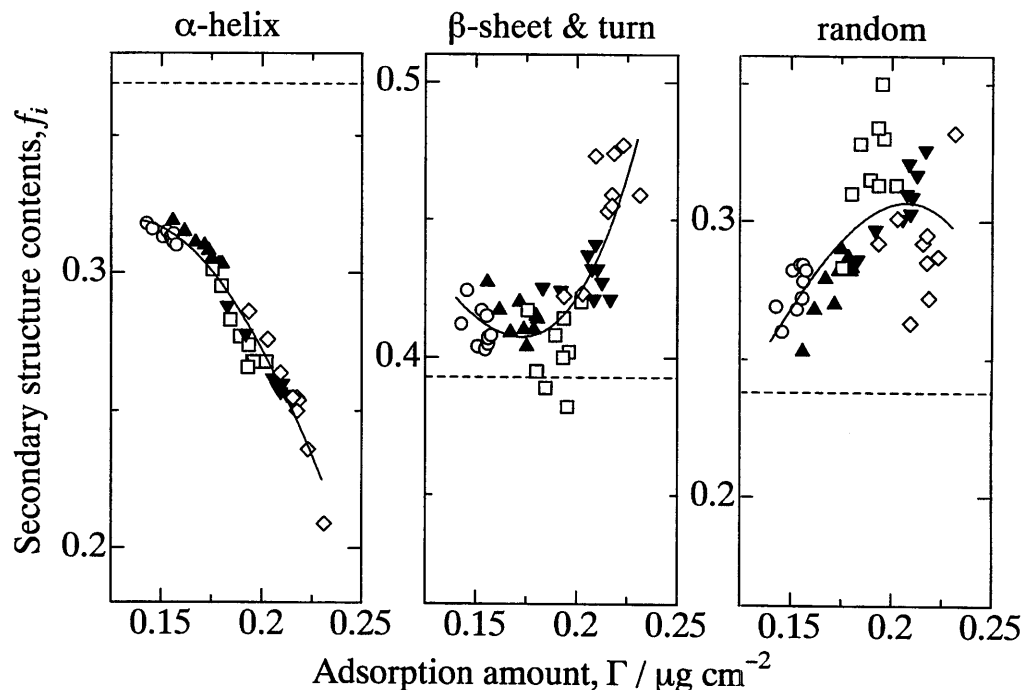 α-helix
β-sheet & turn
random
Secondary structure contents, fᵢ
0.3
0.2
0.5
0.4
0.3
0.2
0.15 0.2 0.25
0.15 0.2 0.25
0.15 0.2 0.25
Adsorption amount, Γ / μg cm⁻²